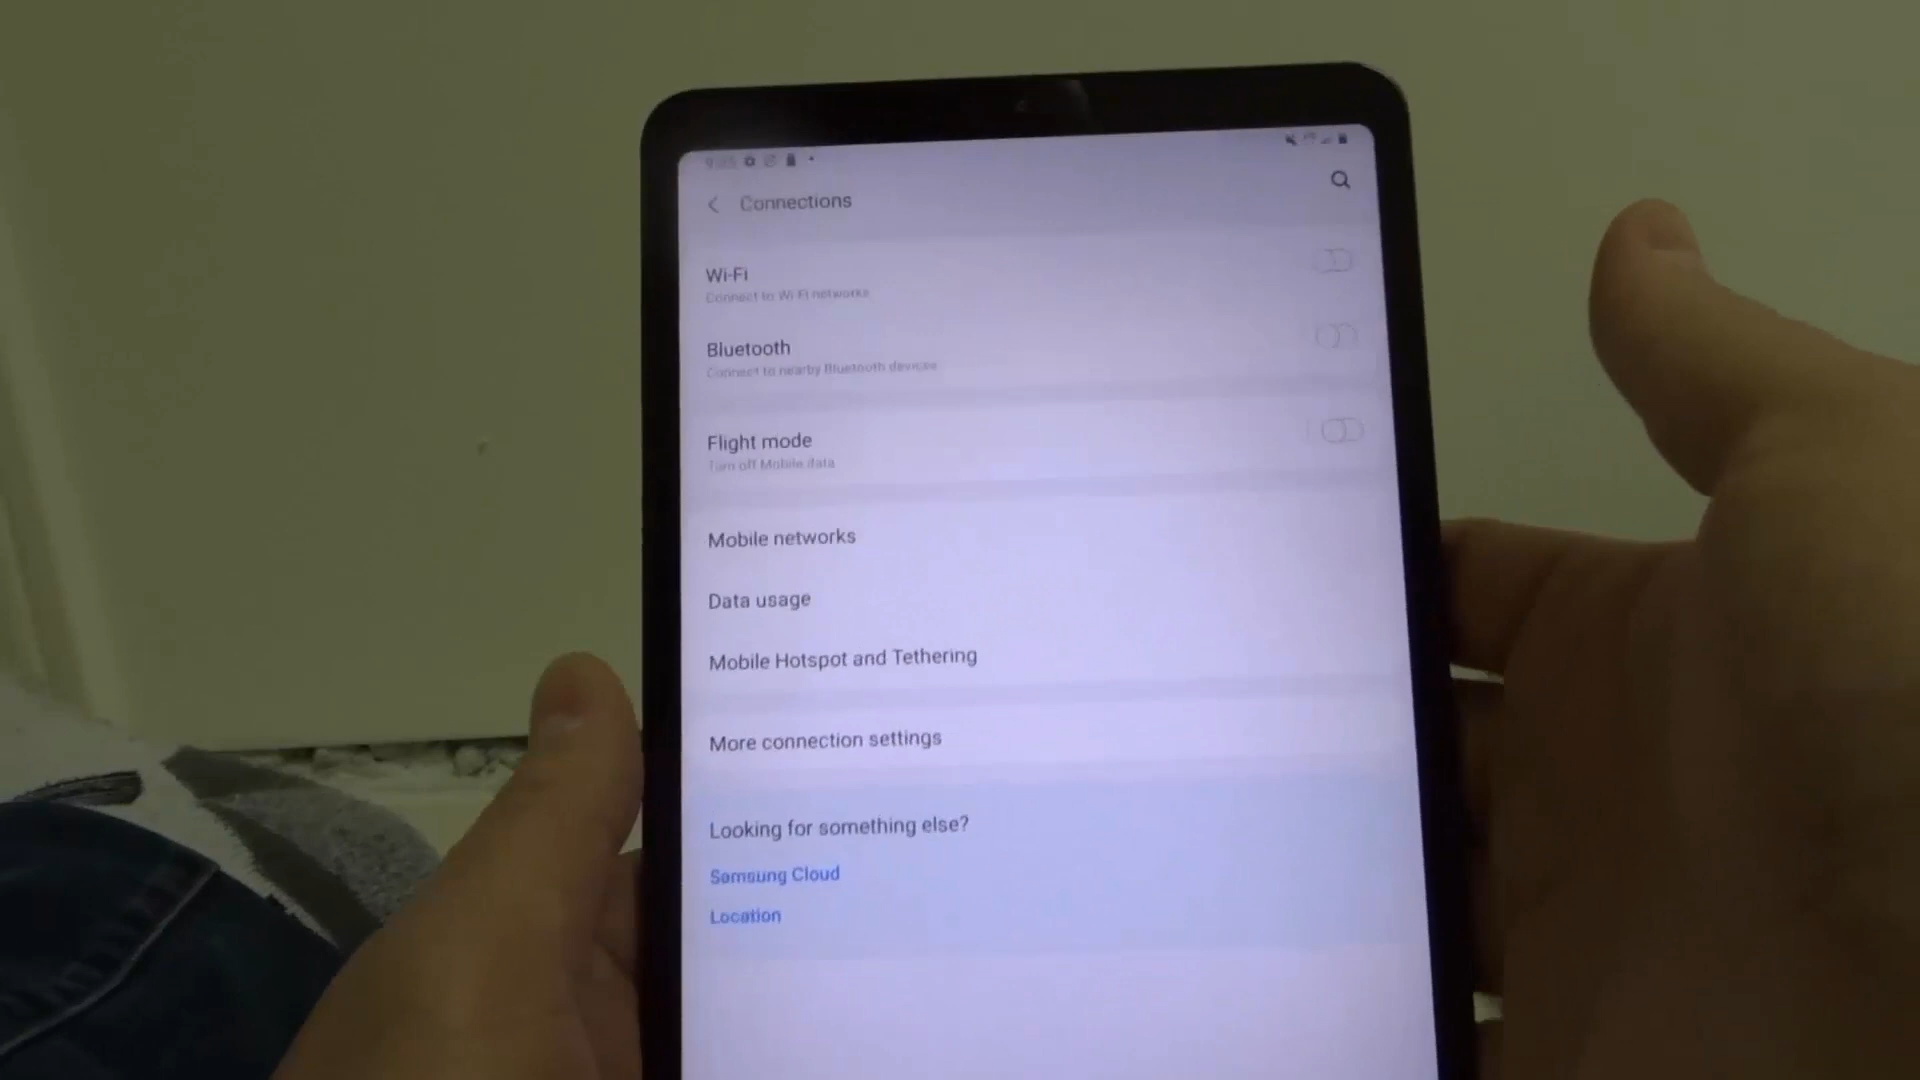 Connections
Wi-Fi
Connect to Wi-Fi networks
Bluetooth
Connect to nearby Bluetooth devices
Flight mode
Turn off Mobile data
Mobile networks
Data usage
Mobile Hotspot and Tethering
More connection settings
Looking for something else?
Samsung Cloud
Location